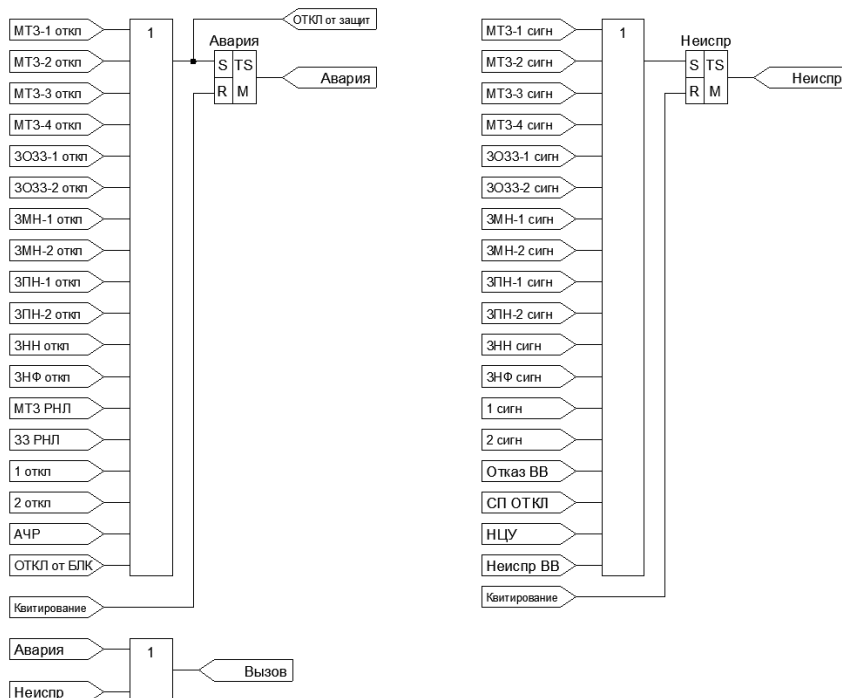 МТЗ-1 откл
МТЗ-2 откл
МТЗ-3 откл
МТЗ-4 откл
ЗОЗЗ-1 откл
ЗОЗЗ-2 откл
ЗМН-1 откл
ЗМН-2 откл
ЗПН-1 откл
ЗПН-2 откл
ЗНН откл
ЗНФ откл
МТЗ РНЛ
ЗЗ РНЛ
1 откл
2 откл
АЧР
ОТКЛ от БЛК
Квитирование
1
ОТКЛ от защит
Авария
S TS
R M
Авария
МТЗ-1 сигн
МТЗ-2 сигн
МТЗ-3 сигн
МТЗ-4 сигн
ЗОЗЗ-1 сигн
ЗОЗЗ-2 сигн
ЗМН-1 сигн
ЗМН-2 сигн
ЗПН-1 сигн
ЗПН-2 сигн
ЗНН сигн
ЗНФ сигн
1 сигн
2 сигн
Отказ ВВ
СП ОТКЛ
НЦУ
Неиспр ВВ
Квитирование
1
Неиспр
S TS
R M
Неиспр
Авария
Неиспр
1
Вызов